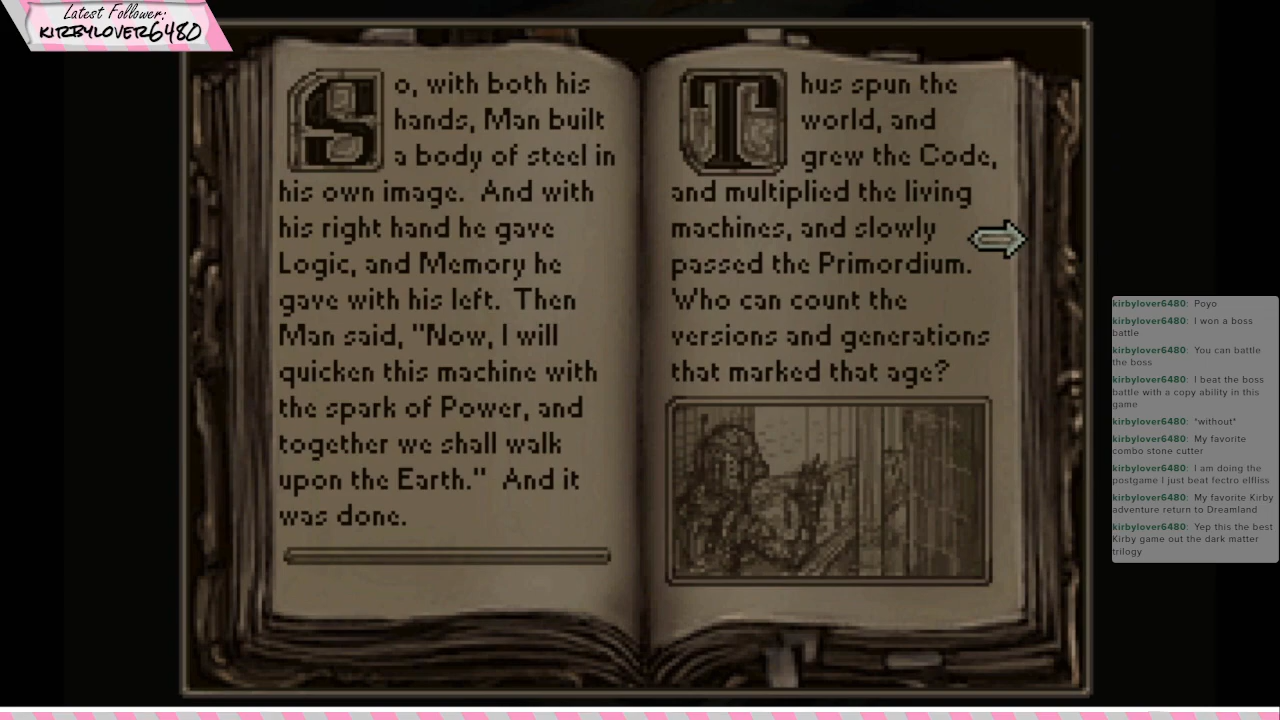 Latest Follower:
KIRBYLOVER6480
So, with both his
hands, Man built
a body of steel in
his own image.  And with
his right hand he gave
Logic, and Memory he
gave with his left.  Then
Man said, "Now, I will
quicken this machine with
the spark of Power, and
together we shall walk
upon the Earth."  And it
was done.
Thus spun the
world, and
grew the Code,
and multiplied the living
machines, and slowly
passed the Primordium.
Who can count the
versions and generations
that marked that age?
kirbylover6480: Poyo
kirbylover6480: I won a boss
battle
kirbylover6480: You can battle
the boss
kirbylover6480: I beat the boss
battle with a copy ability in this
game
kirbylover6480: *without*
kirbylover6480: My favorite
combo stone cutter
kirbylover6480: I am doing the
postgame I just beat fectro elfliss
kirbylover6480: My favorite Kirby
adventure return to Dreamland
kirbylover6480: Yep this the best
Kirby game out the dark matter
trilogy